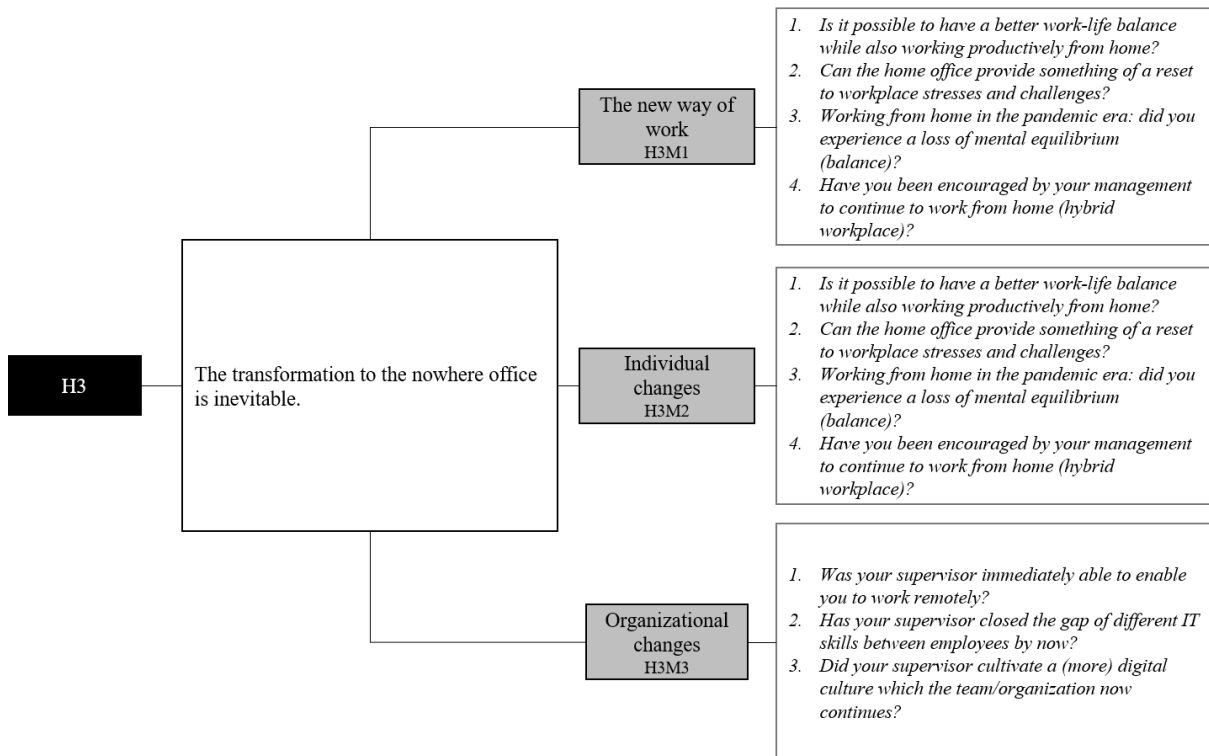 H3
The transformation to the nowhere office
is inevitable.
The new way of
work
H3M1
1. Is it possible to have a better work-life balance
while also working productively from home?
2. Can the home office provide something of a reset
to workplace stresses and challenges?
3. Working from home in the pandemic era: did you
experience a loss of mental equilibrium
(balance)?
4. Have you been encouraged by your management
to continue to work from home (hybrid
workplace)?
Individual
changes
H3M2
1. Is it possible to have a better work-life balance
while also working productively from home?
2. Can the home office provide something of a reset
to workplace stresses and challenges?
3. Working from home in the pandemic era: did you
experience a loss of mental equilibrium
(balance)?
4. Have you been encouraged by your management
to continue to work from home (hybrid
workplace)?
Organizational
changes
H3M3
1. Was your supervisor immediately able to enable
you to work remotely?
2. Has your supervisor closed the gap of different IT
skills between employees by now?
3. Did your supervisor cultivate a (more) digital
culture which the team/organization now
continues?